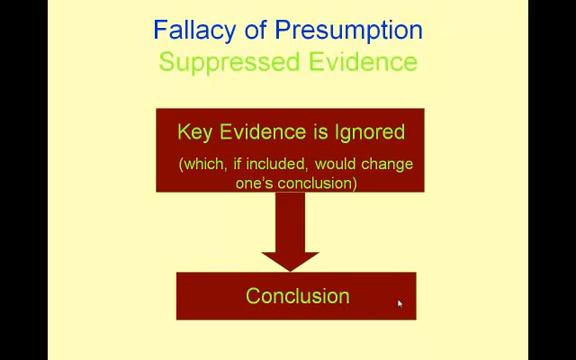 Fallacy of Presumption
Suppressed Evidence
Key Evidence is Ignored
(which, if included, would change
one's conclusion)
Conclusion